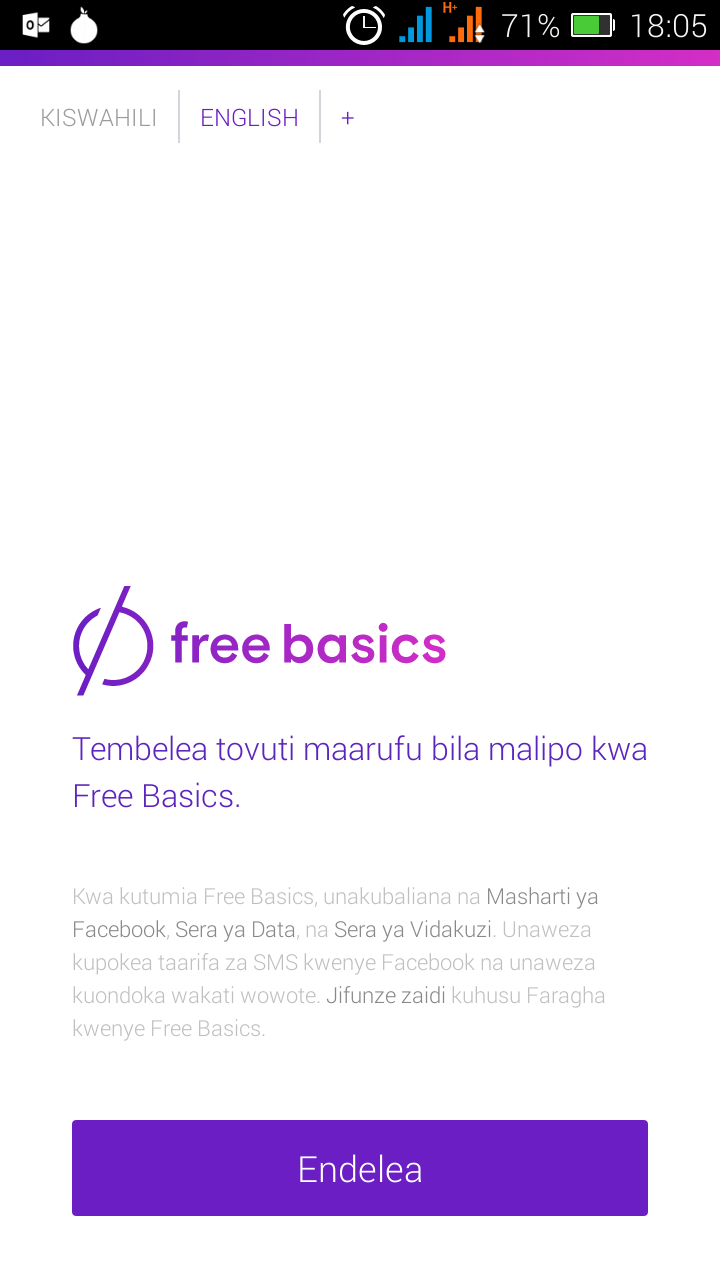 H+ 71% 18:05
KISWAHILI ENGLISH +
free basics
Tembelea tovuti maarufu bila malipo kwa
Free Basics.
Kwa kutumia Free Basics, unakubaliana na Masharti ya
Facebook, Sera ya Data, na Sera ya Vidakuzi. Unaweza
kupokea taarifa za SMS kwenye Facebook na unaweza
kuondoka wakati wowote. Jifunze zaidi kuhusu Faragha
kwenye Free Basics.
Endelea